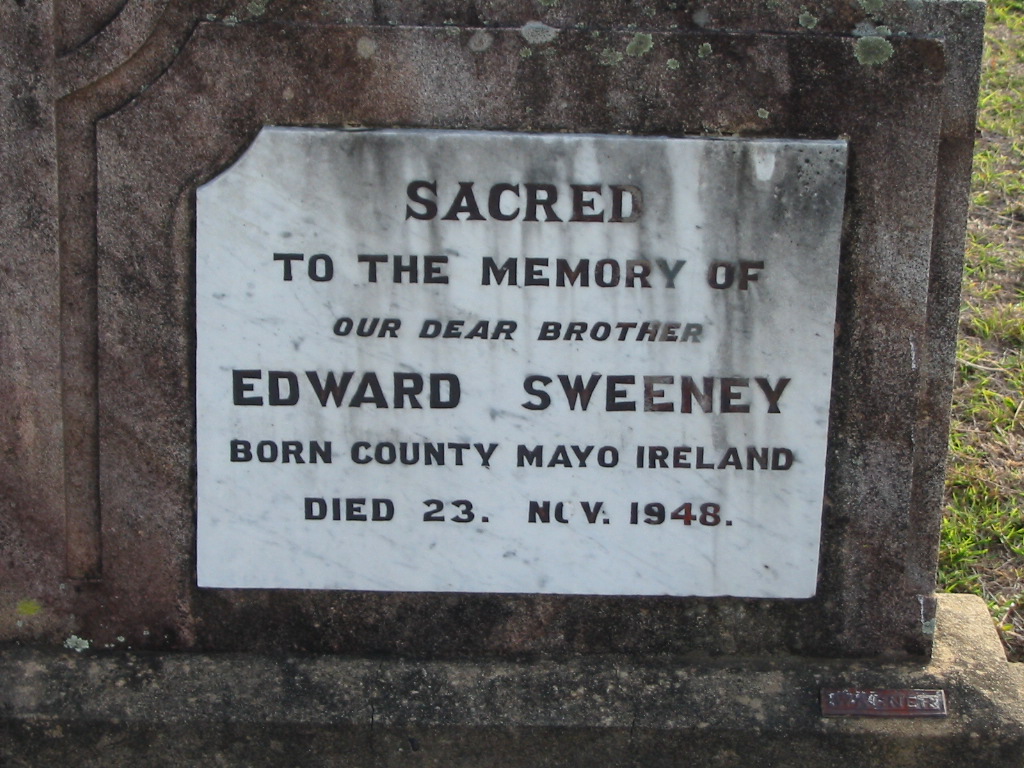 SACRED
TO THE MEMORY OF
OUR DEAR BROTHER
EDWARD SWEENEY
BORN COUNTY MAYO IRELAND
DIED 23. NOV. 1948.